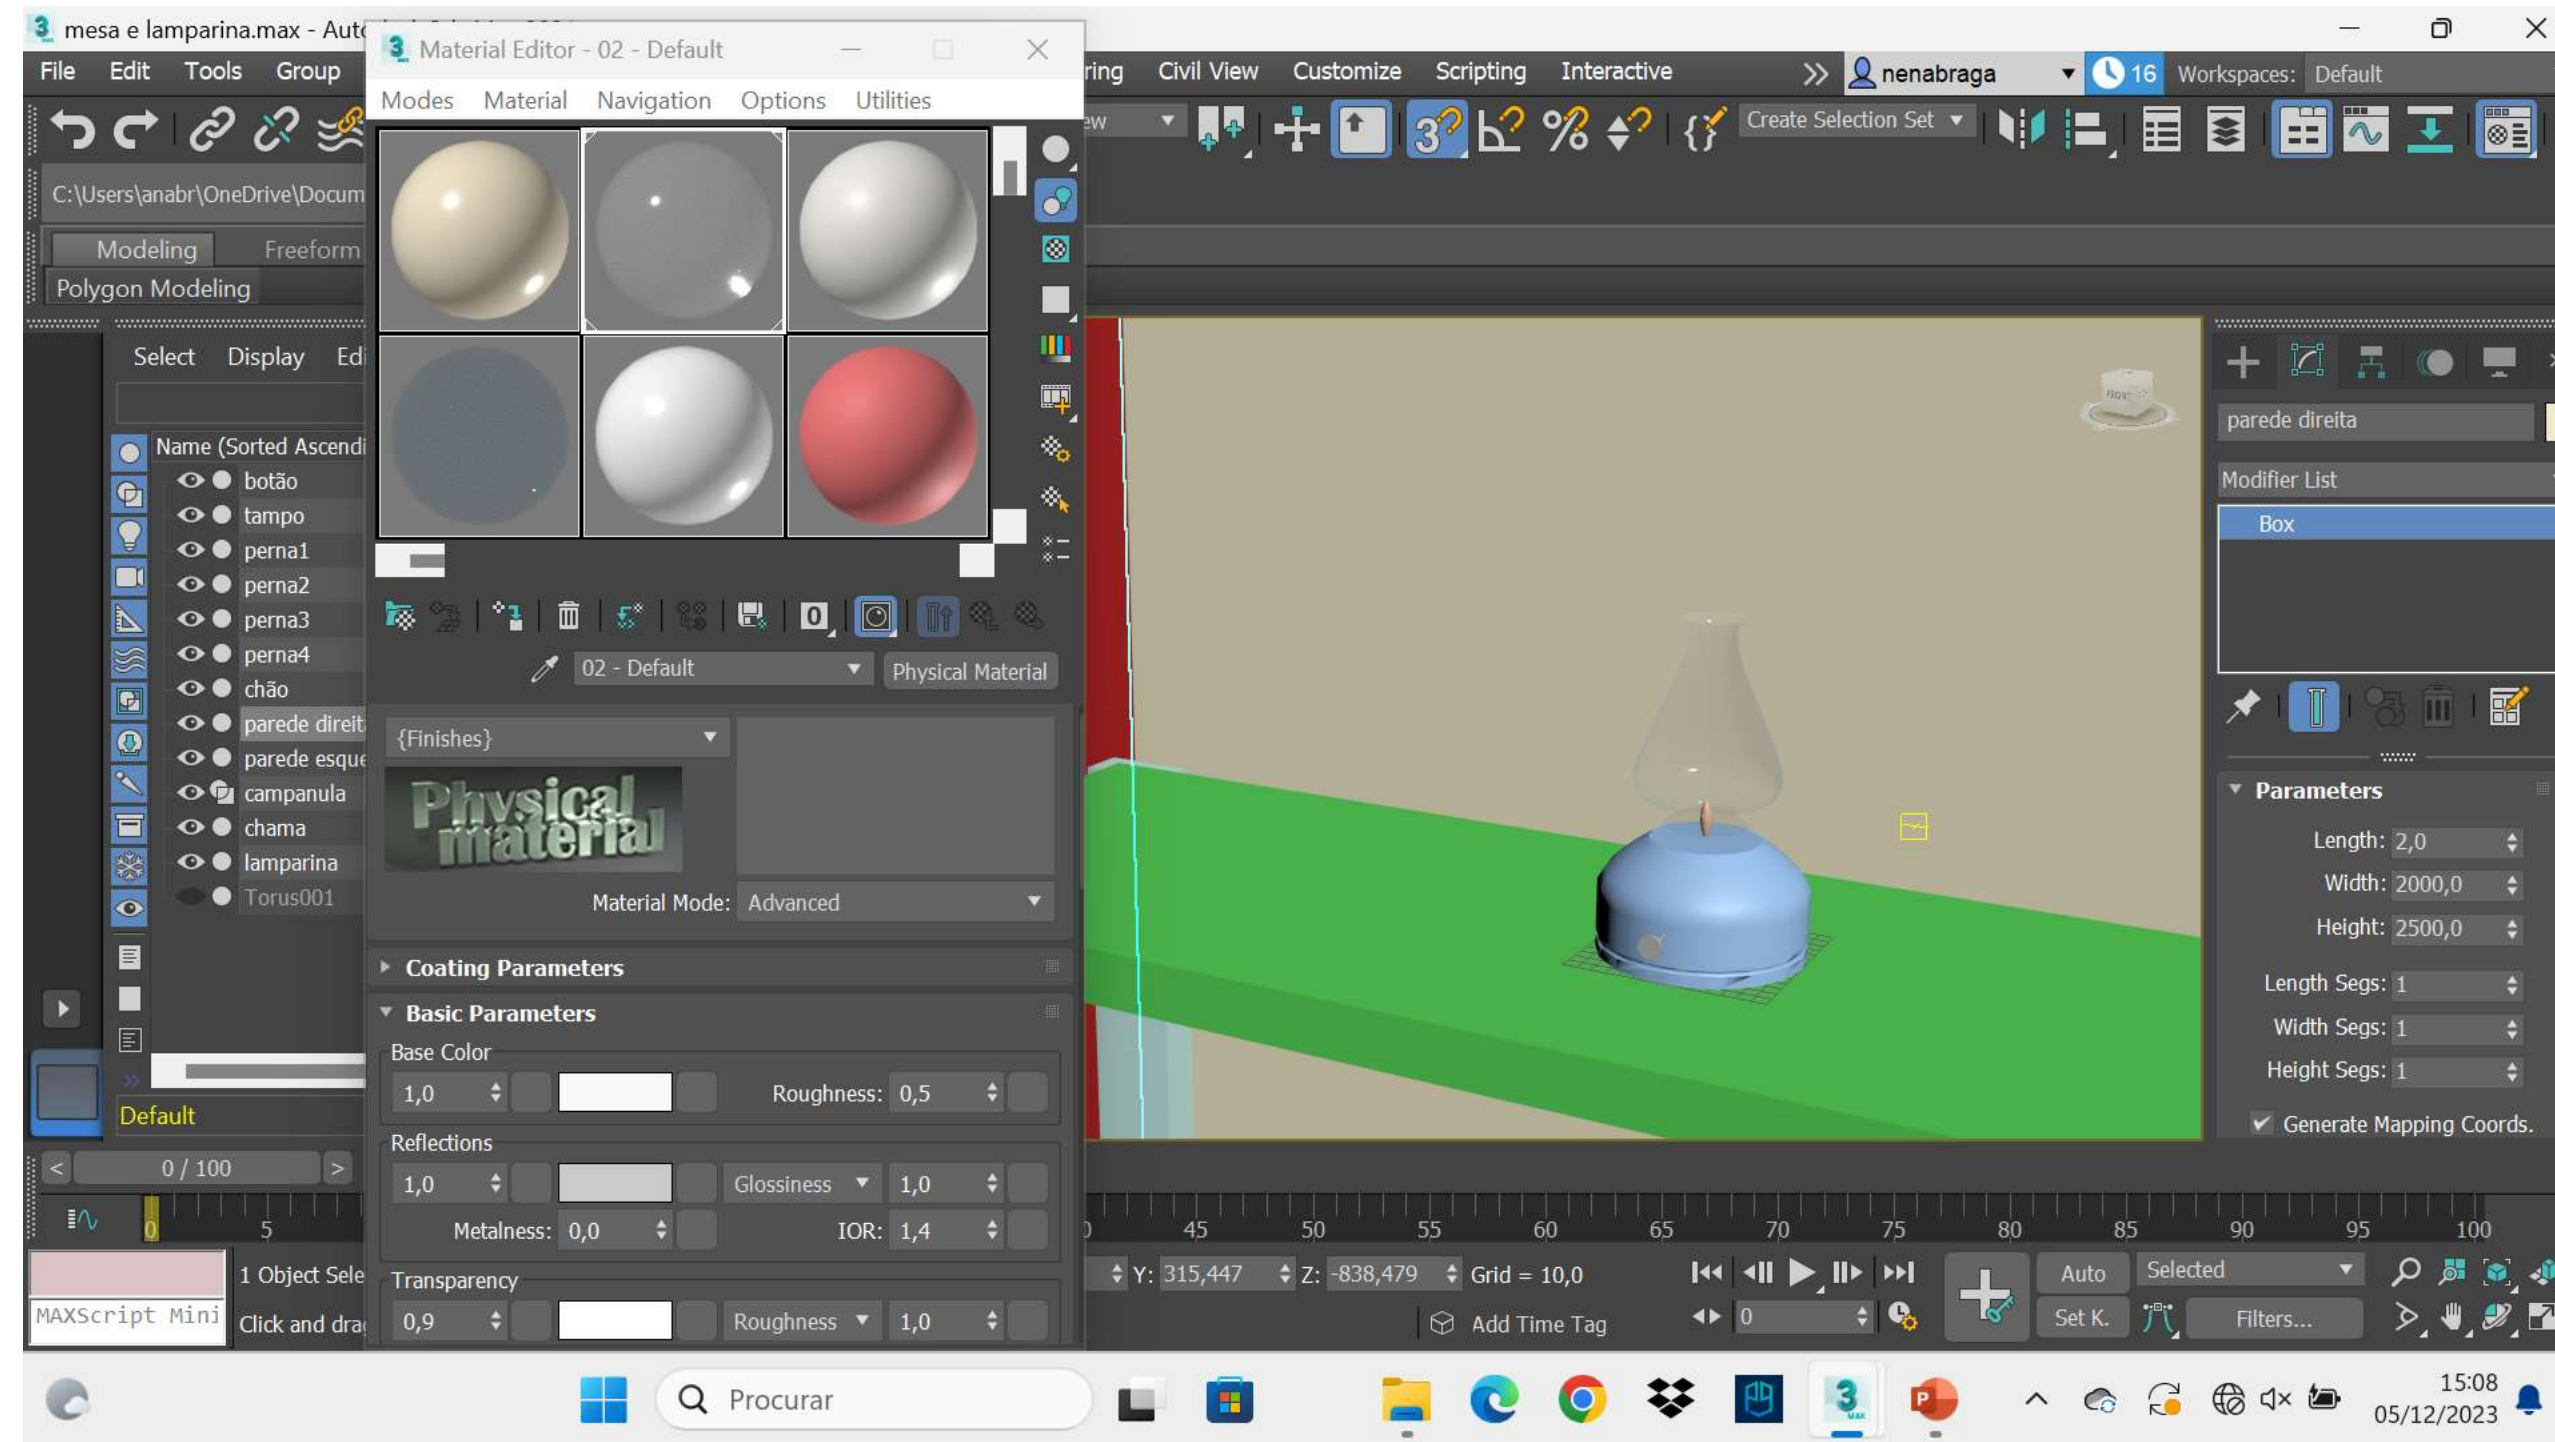 mesa e lamparina.max - Auto
Material Editor - 02 - Default
File Edit Tools Group
ring Civil View Customize Scripting Interactive
nenabraga
16 Workspaces: Default
Modes Material Navigation Options Utilities
ew
Create Selection Set
C:\Users\anabr\OneDrive\Docum
Modeling Freeform
Polygon Modeling
Select Display Edi
Name (Sorted Ascendi
botão
tampo
perna1
perna2
perna3
perna4
chão
parede direit
parede esque
campanula
chama
lamparina
Torus001
Default
02 - Default
Physical Material
{Finishes}
Physical
material
Material Mode: Advanced
Coating Parameters
Basic Parameters
Base Color
1,0 Roughness: 0,5
Reflections
1,0 Glossiness 1,0
Metalness: 0,0 IOR: 1,4
Transparency
0,9 Roughness 1,0
parede direita
Modifier List
Box
Parameters
Length: 2,0
Width: 2000,0
Height: 2500,0
Length Segs: 1
Width Segs: 1
Height Segs: 1
Generate Mapping Coords.
< 0 / 100 >
0 5 45 50 55 60 65 70 75 80 85 90 95 100
1 Object Sele
Y: 315,447 Z: -838,479 Grid = 10,0
Auto Selected
MAXScript Mini
Click and drag
Add Time Tag
0
Set K. Filters...
Procurar
15:08
05/12/2023